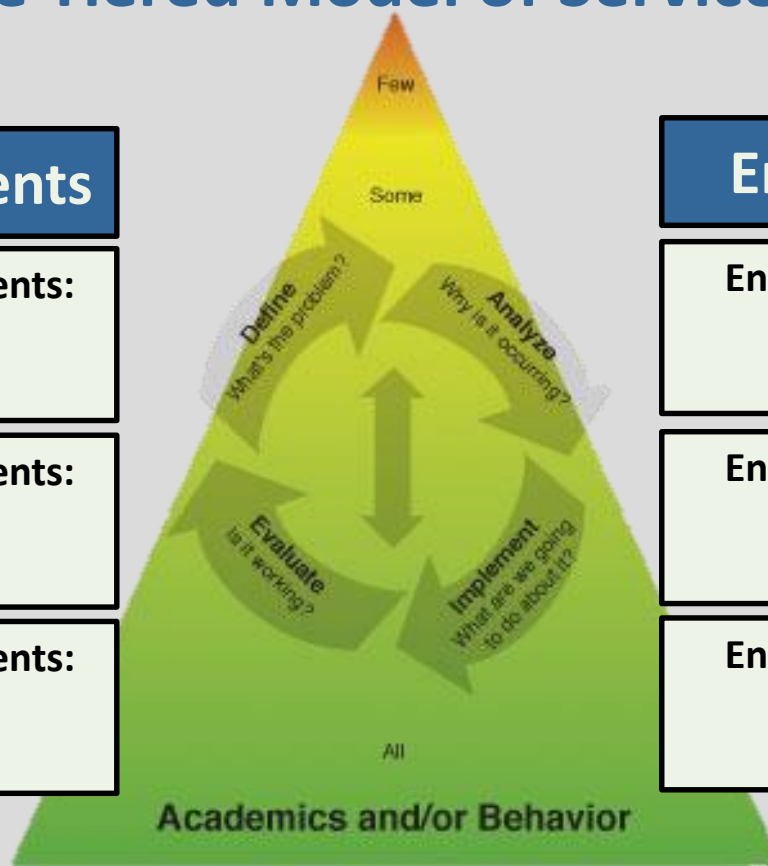 e Tiered Model of Service
Few
ents
Er
Some
ents:
En
Define
What's the problem?
Analyze
Why is it occurring?
ents:
En
Evaluate
Is it working?
Implement
What are we going
to do about it?
ents:
En
All
Academics and/or Behavior